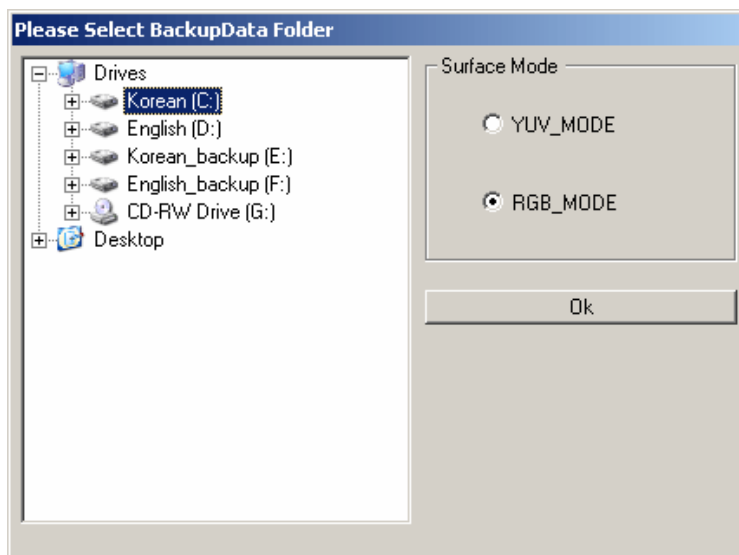 Please Select BackupData Folder
Drives
Korean (C:)
English (D:)
Korean_backup (E:)
English_backup (F:)
CD-RW Drive (G:)
Desktop
Surface Mode
YUV_MODE
RGB_MODE
Ok